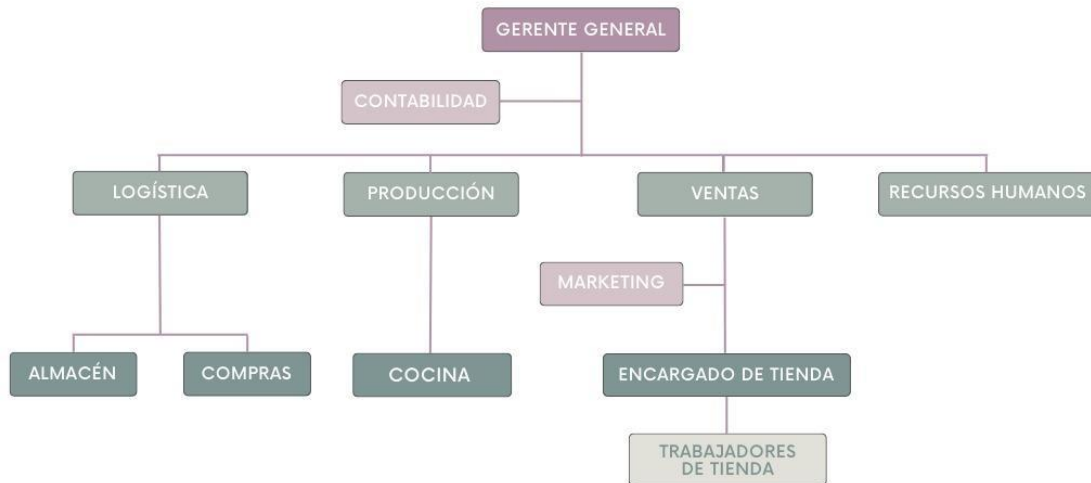 GERENTE GENERAL
CONTABILIDAD
LOGÍSTICA
PRODUCCIÓN
VENTAS
RECURSOS HUMANOS
MARKETING
ALMACÉN
COMPRAS
COCINA
ENCARGADO DE TIENDA
TRABAJADORES
DE TIENDA